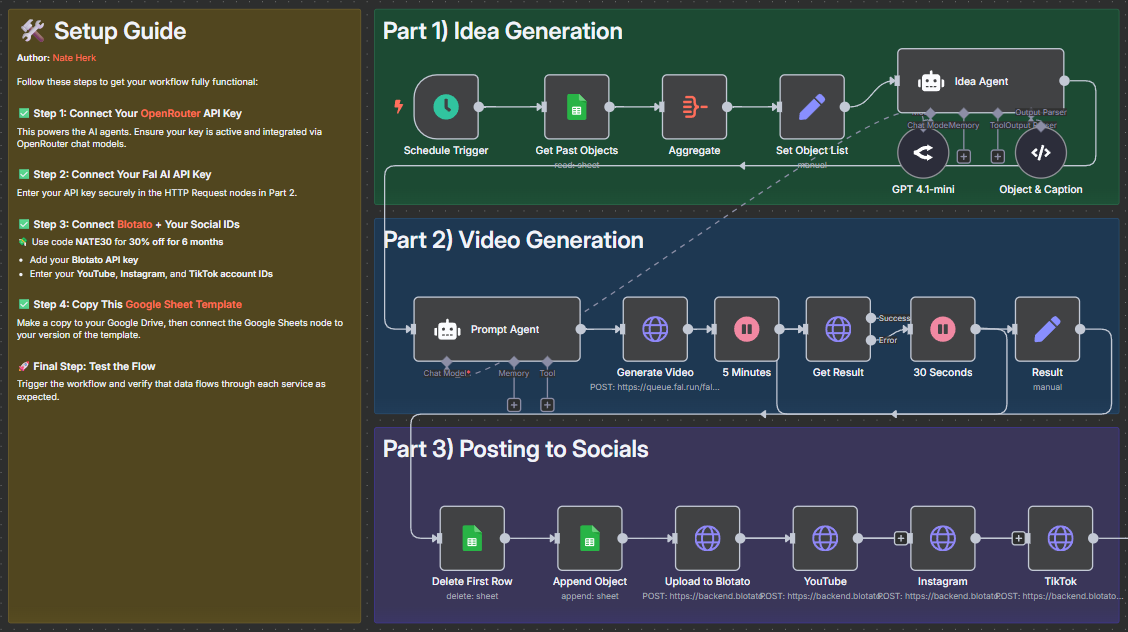 Setup Guide
Author: Nate Herk
Follow these steps to get your workflow fully functional:
✅ Step 1: Connect Your OpenRouter API Key
This powers the AI agents. Ensure your key is active and integrated via
OpenRouter chat models.
✅ Step 2: Connect Your Fal AI API Key
Enter your API key securely in the HTTP Request nodes in Part 2.
✅ Step 3: Connect Blotato + Your Social IDs
Use code NATE30 for 30% off for 6 months
• Add your Blotato API key
• Enter your YouTube, Instagram, and TikTok account IDs
✅ Step 4: Copy This Google Sheet Template
Make a copy to your Google Drive, then connect the Google Sheets node to
your version of the template.
🚀 Final Step: Test the Flow
Trigger the workflow and verify that data flows through each service as
expected.
Part 1) Idea Generation
Schedule Trigger
Get Past Objects
read: sheet
Aggregate
Set Object List
manual
Idea Agent
Chat Model
Memory
Tool
Output Parser
Output Parser
GPT 4.1-mini
Object & Caption
Part 2) Video Generation
Prompt Agent
Chat Model*
Memory
Tool
Generate Video
POST: https://queue.fal.run/fal...
5 Minutes
Get Result
Success
Error
30 Seconds
Result
manual
Part 3) Posting to Socials
Delete First Row
delete: sheet
Append Object
append: sheet
Upload to Blotato
POST: https://backend.blotato
YouTube
POST: https://backend.blotato
Instagram
POST: https://backend.blotato
TikTok
POST: https://backend.blotato...